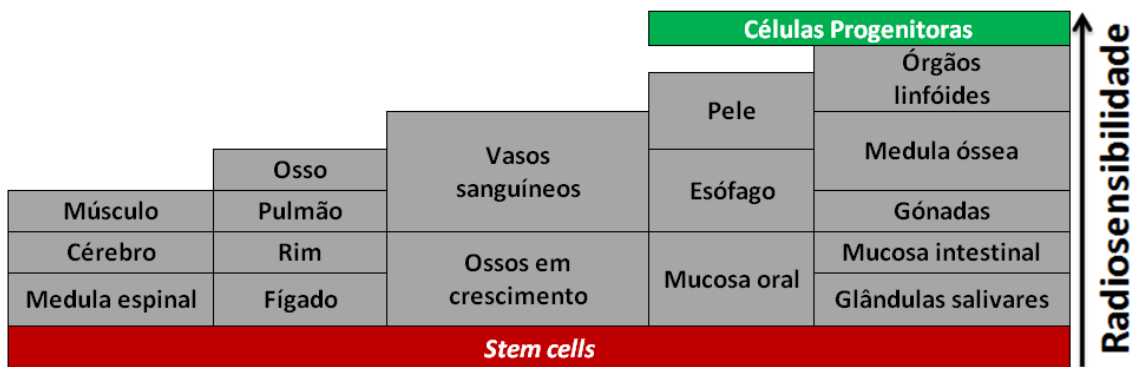 Células Progenitoras
Órgãos
linfóides
Pele
Medula óssea
Vasos
sanguíneos
Osso
Esófago
Músculo
Pulmão
Gónadas
Cérebro
Rim
Ossos em
crescimento
Mucosa oral
Mucosa intestinal
Medula espinal
Fígado
Glândulas salivares
Stem cells
Radiosensibilidade